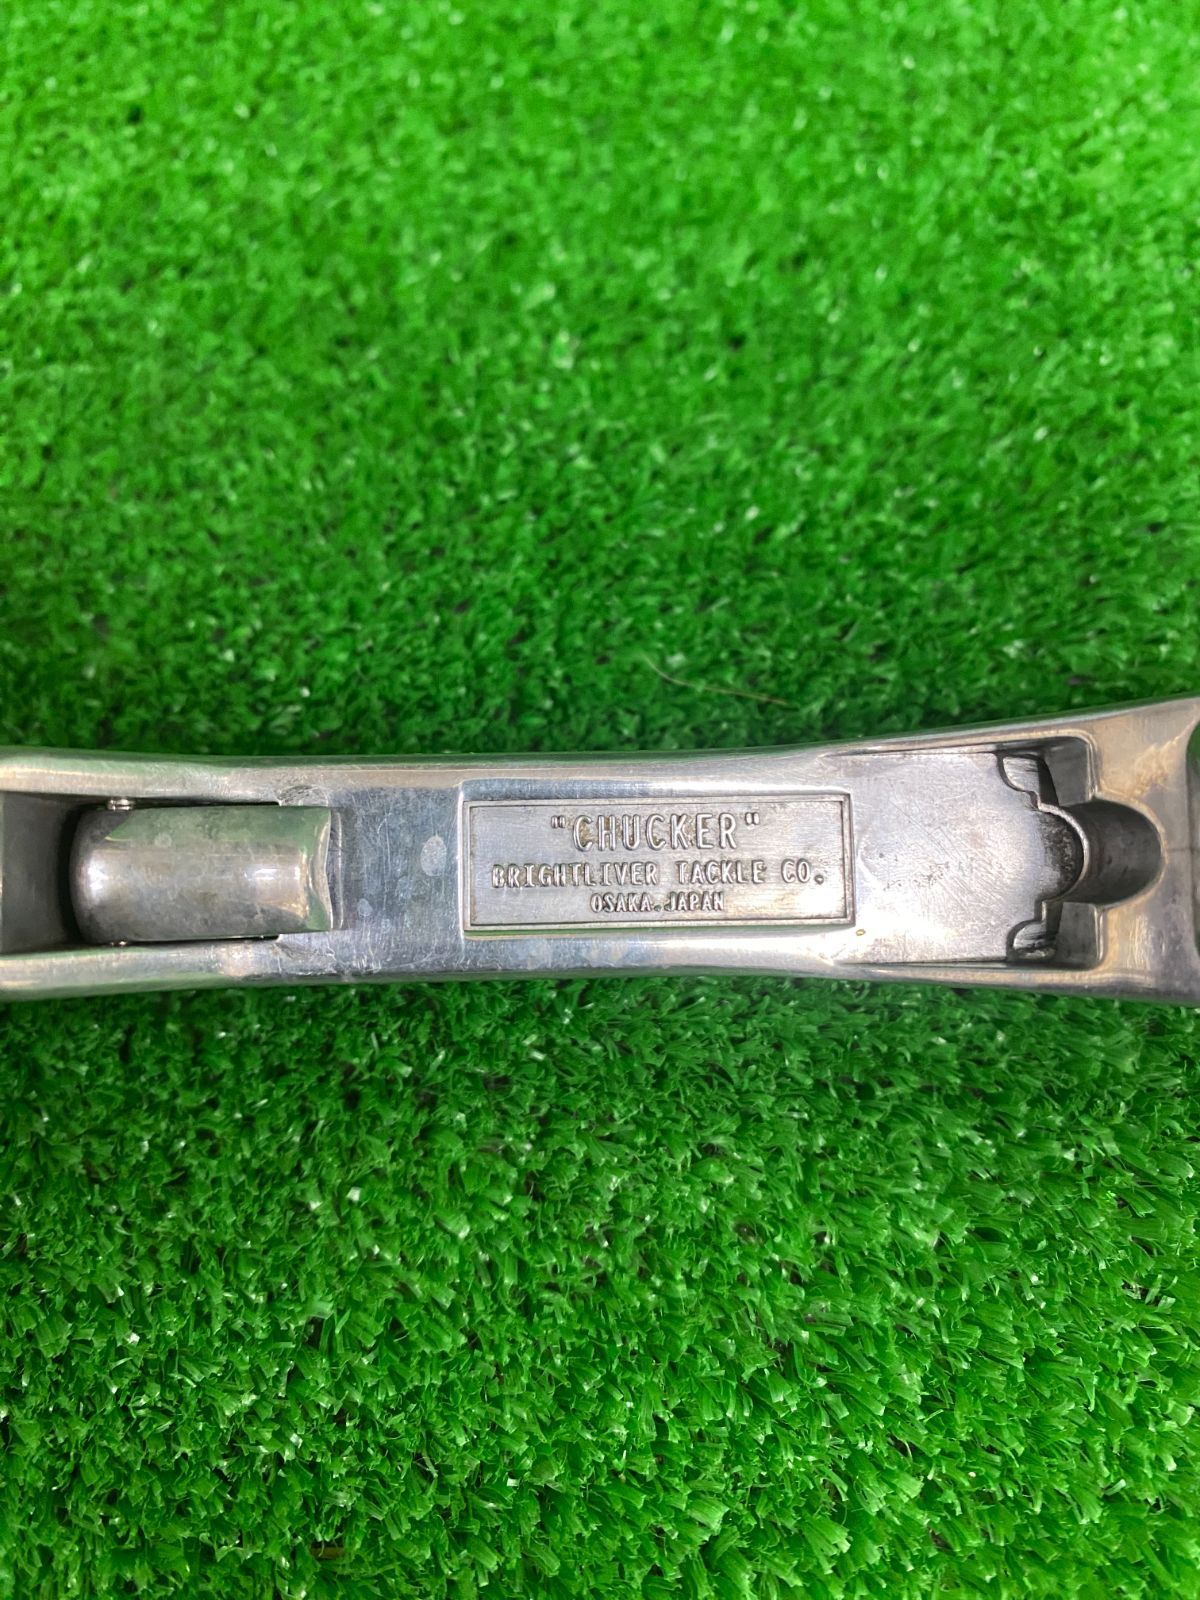 "CHUCKER"
BRIGHTLIVER TACKLE CO.
OSAKA.JAPAN